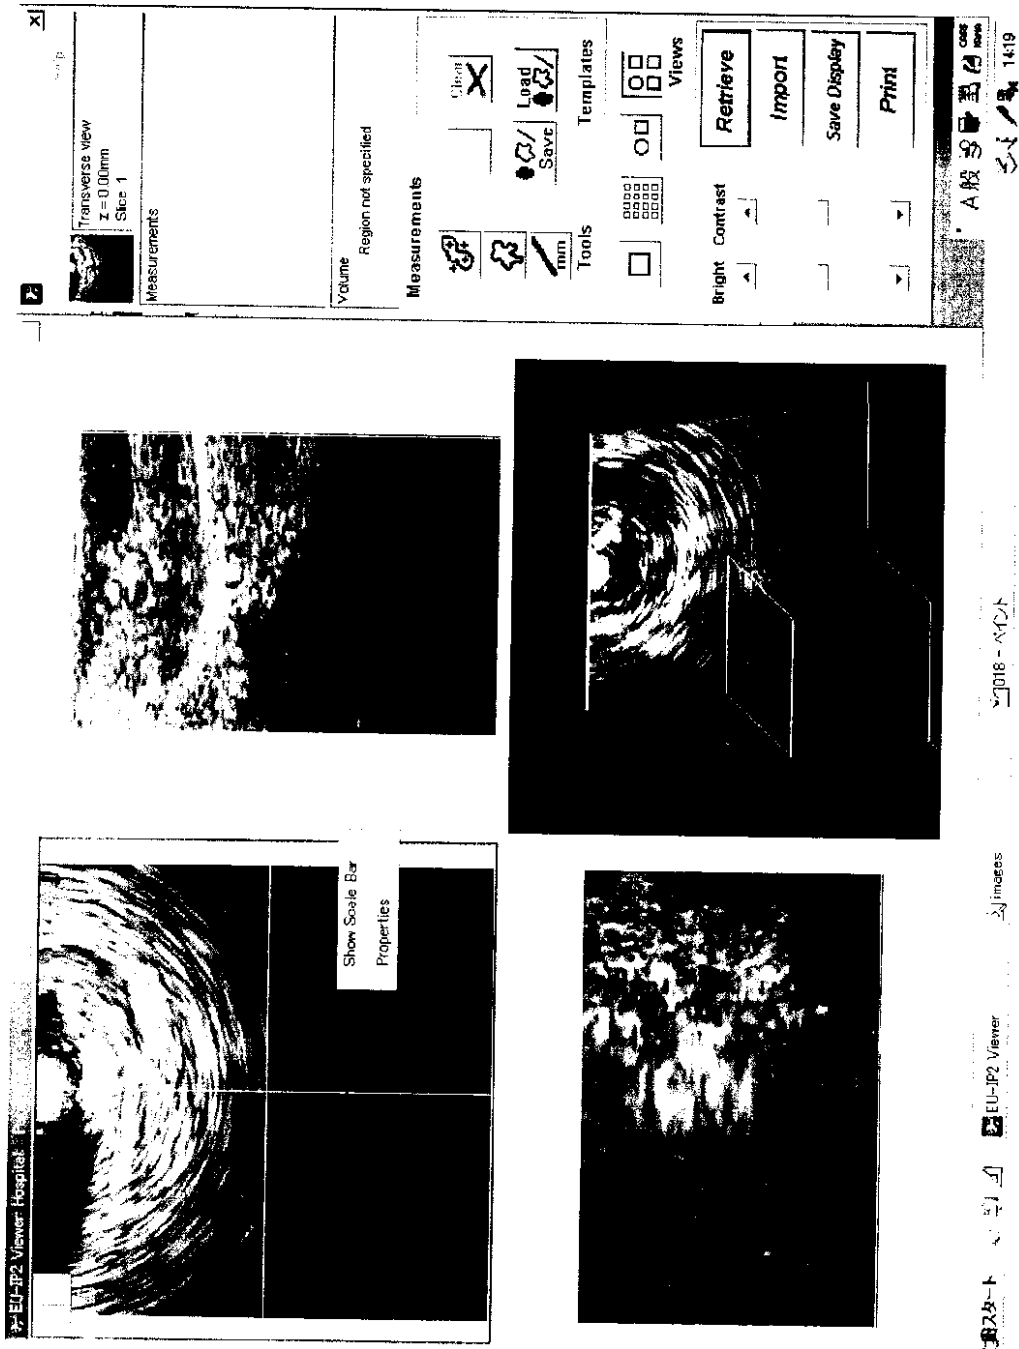 EU-IP2 Viewer: Hospital:
Transverse view
z = 0.00mm
Slice 1
Measurements
Volume
Region not specified
Measurements
Clear
Save
Load
mm
Tools
Templates
Views
Bright
Contrast
Retrieve
Import
Save Display
Print
Show Scale Bar
Properties
スタート
EU-IP2 Viewer
images
018 - ペイント
A 般
CAPS
KANA
14:19